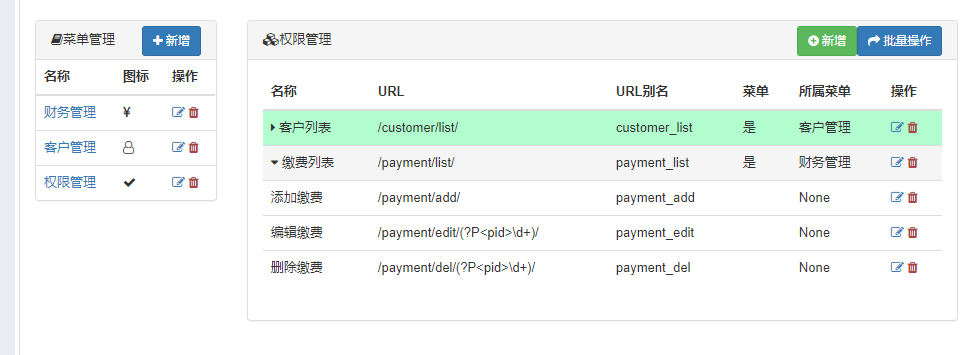 菜单管理 新增
名称 图标 操作
财务管理 ¥
客户管理
权限管理
权限管理 新增 批量操作
名称 URL URL别名 菜单 所属菜单 操作
客户列表 /customer/list/ customer_list 是 客户管理
缴费列表 /payment/list/ payment_list 是 财务管理
添加缴费 /payment/add/ payment_add None
编辑缴费 /payment/edit/(?P<pid>\d+)/ payment_edit None
删除缴费 /payment/del/(?P<pid>\d+)/ payment_del None